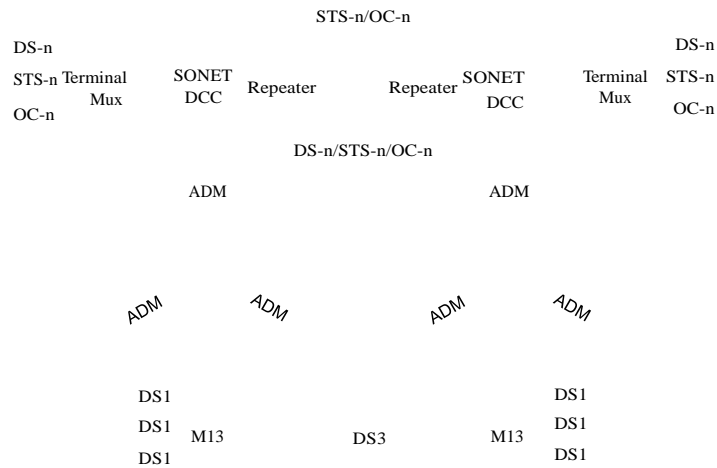 STS-n/OC-n
DS-n
DS-n
STS-n Terminal Mux
SONET DCC
Repeater
Repeater
SONET DCC
Terminal Mux
STS-n
OC-n
OC-n
DS-n/STS-n/OC-n
ADM
ADM
ADM
ADM
ADM
ADM
DS1
DS1
DS1
M13
DS3
M13
DS1
DS1
DS1